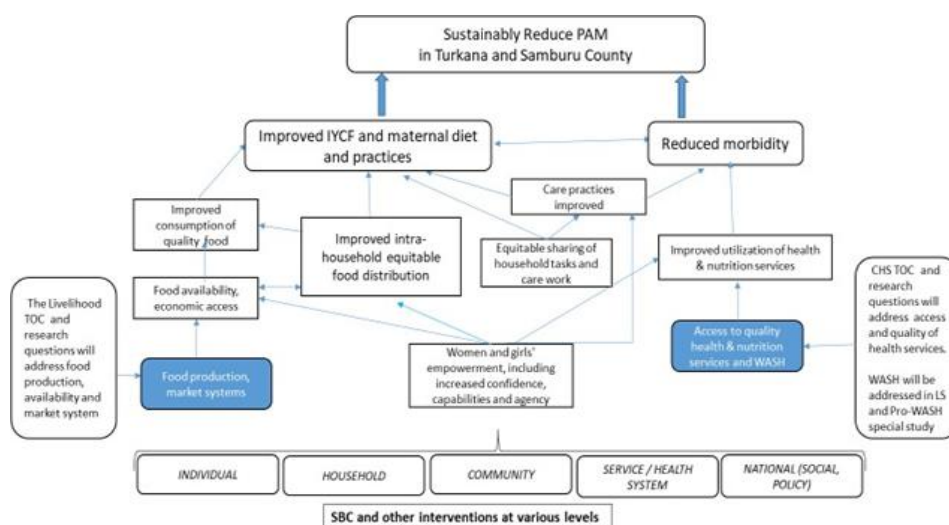 Sustainably Reduce PAM
in Turkana and Samburu County
Improved IYCF and maternal diet
and practices
Reduced morbidity
Improved
consumption of
quality food
Care practices
improved
Improved intra-
household equitable
food distribution
Equitable sharing of
household tasks and
care work
Improved utilization of health
& nutrition services
Food availability,
economic access
The Livelihood
TOC and
research
questions will
address food
production,
availability and
market system
CHS TOC and
research
questions will
address access
and quality of
health services.
WASH will be
addressed in LS
and Pro-WASH
special study
Food production,
market systems
Women and girls'
empowerment, including
increased confidence,
capabilities and agency
Access to quality
health & nutrition
services and WASH
INDIVIDUAL
HOUSEHOLD
COMMUNITY
SERVICE / HEALTH
SYSTEM
NATIONAL (SOCIAL,
POLICY)
SBC and other interventions at various levels